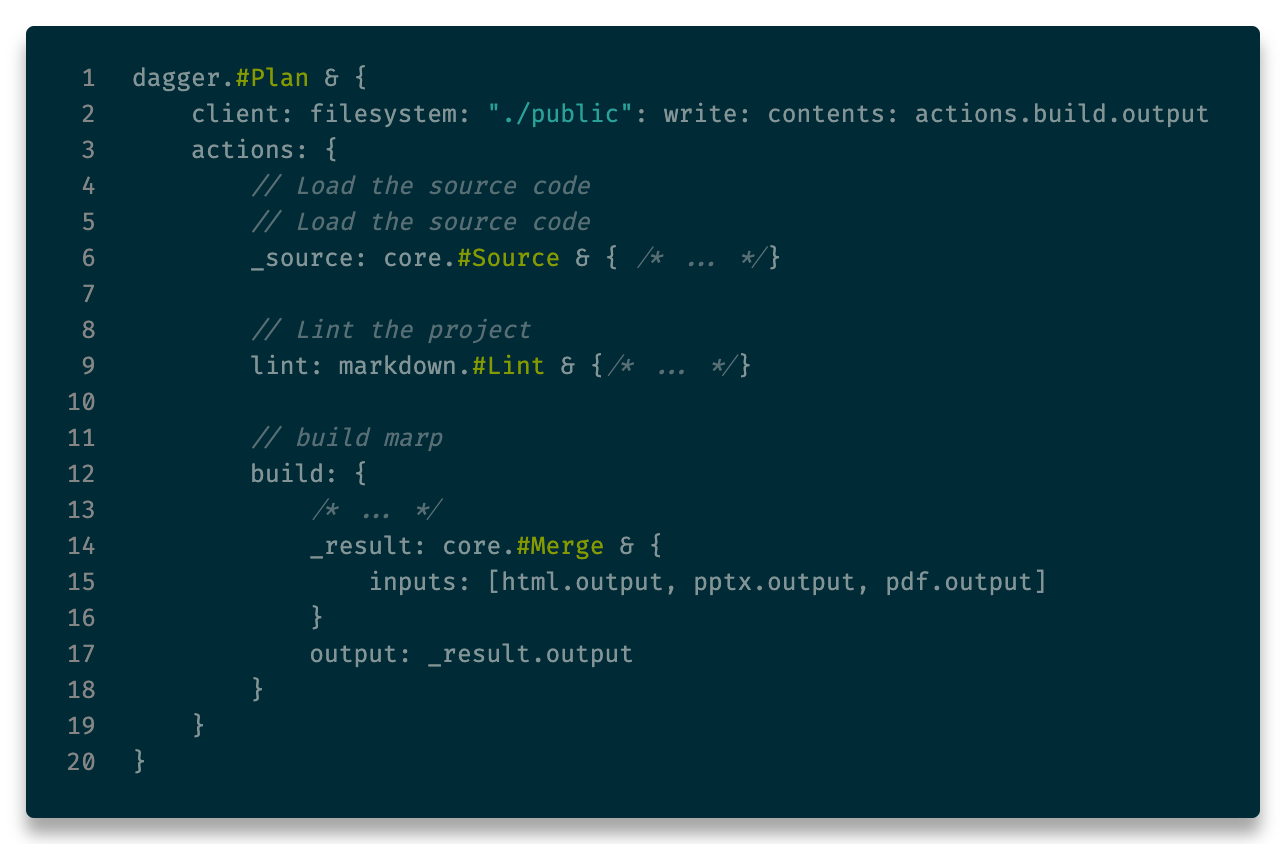 1 dagger.#Plan & {
2     client: filesystem: "./public": write: contents: actions.build.output
3     actions: {
4         // Load the source code
5         // Load the source code
6         _source: core.#Source & { /* ... */}
7
8         // Lint the project
9         lint: markdown.#Lint & {/* ... */}
10
11         // build marp
12         build: {
13             /* ... */
14             _result: core.#Merge & {
15                 inputs: [html.output, pptx.output, pdf.output]
16             }
17             output: _result.output
18         }
19     }
20 }